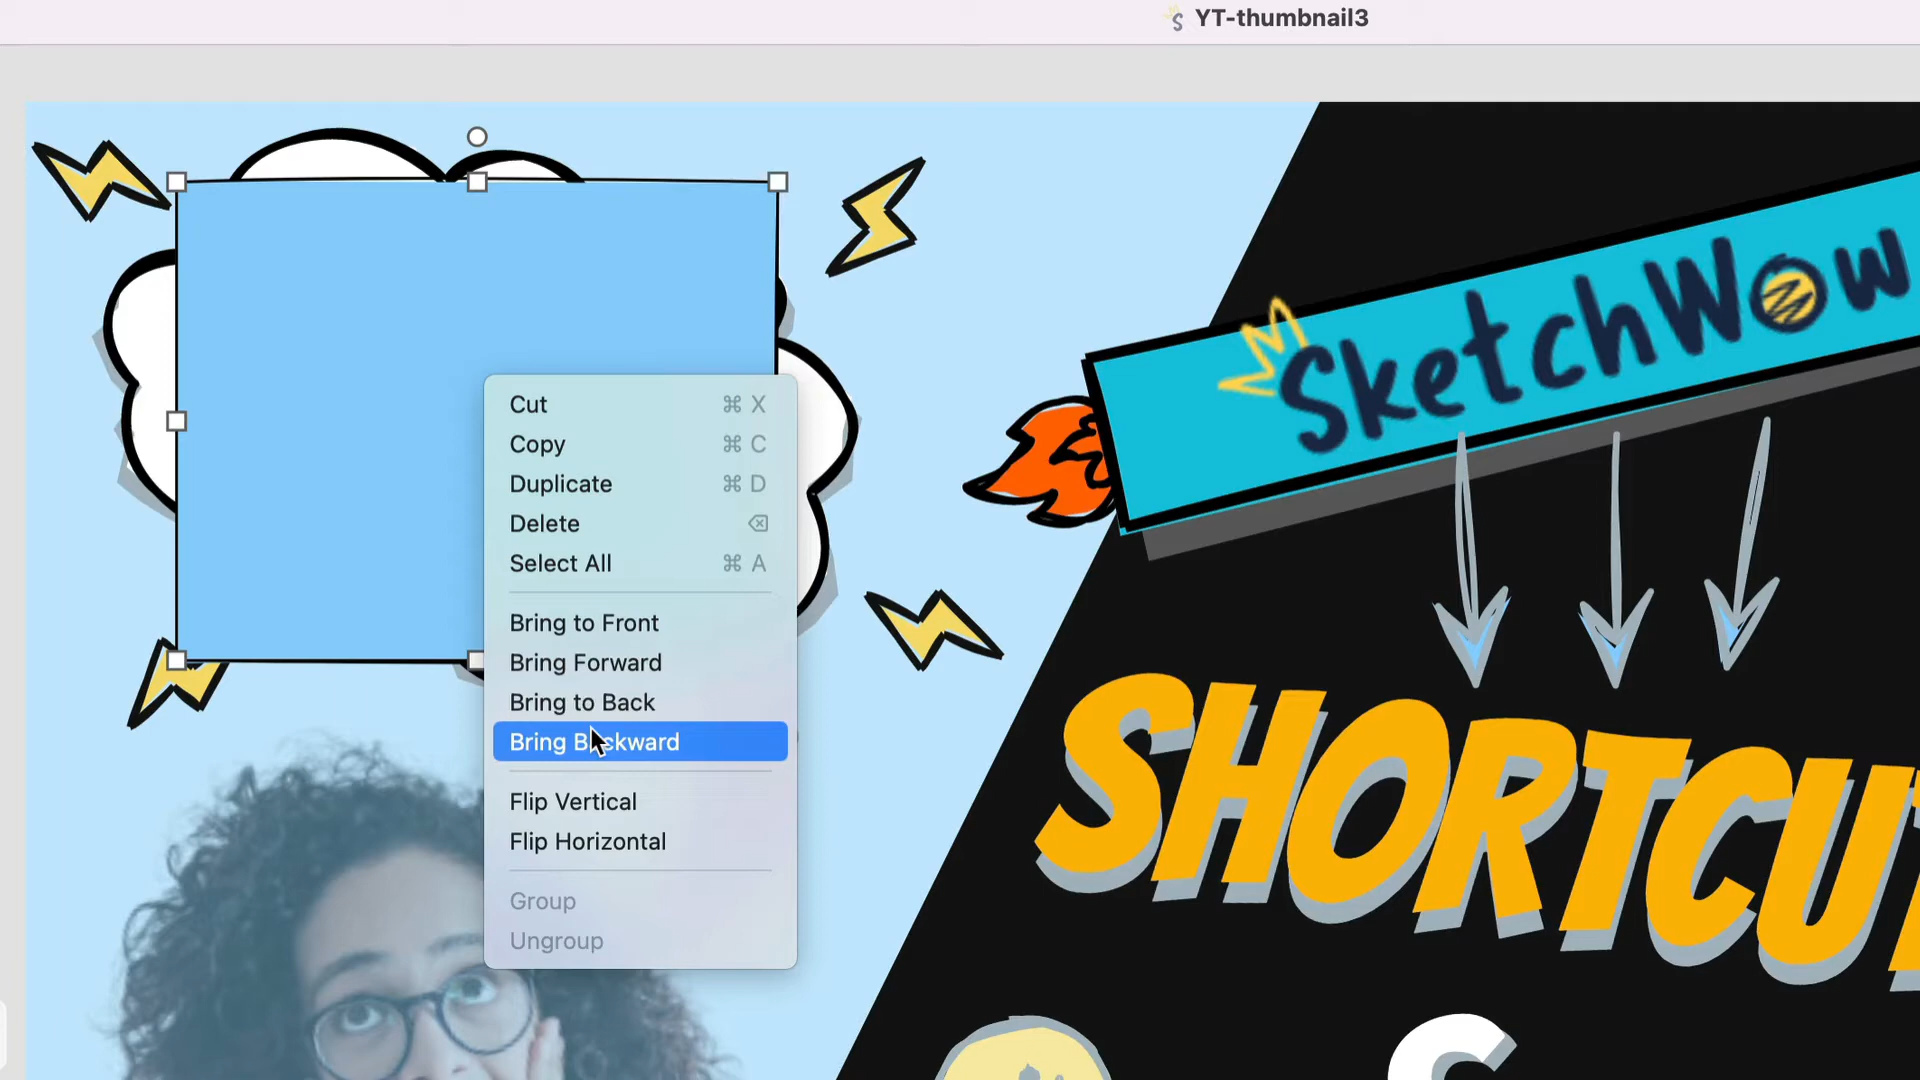 YT-thumbnail3
SketchWow
Cut ⌘ X
Copy ⌘ C
Duplicate ⌘ D
Delete ⌫
Select All ⌘ A
Bring to Front
Bring Forward
Bring to Back
Bring Backward
Flip Vertical
Flip Horizontal
Group
Ungroup
SHORTCU